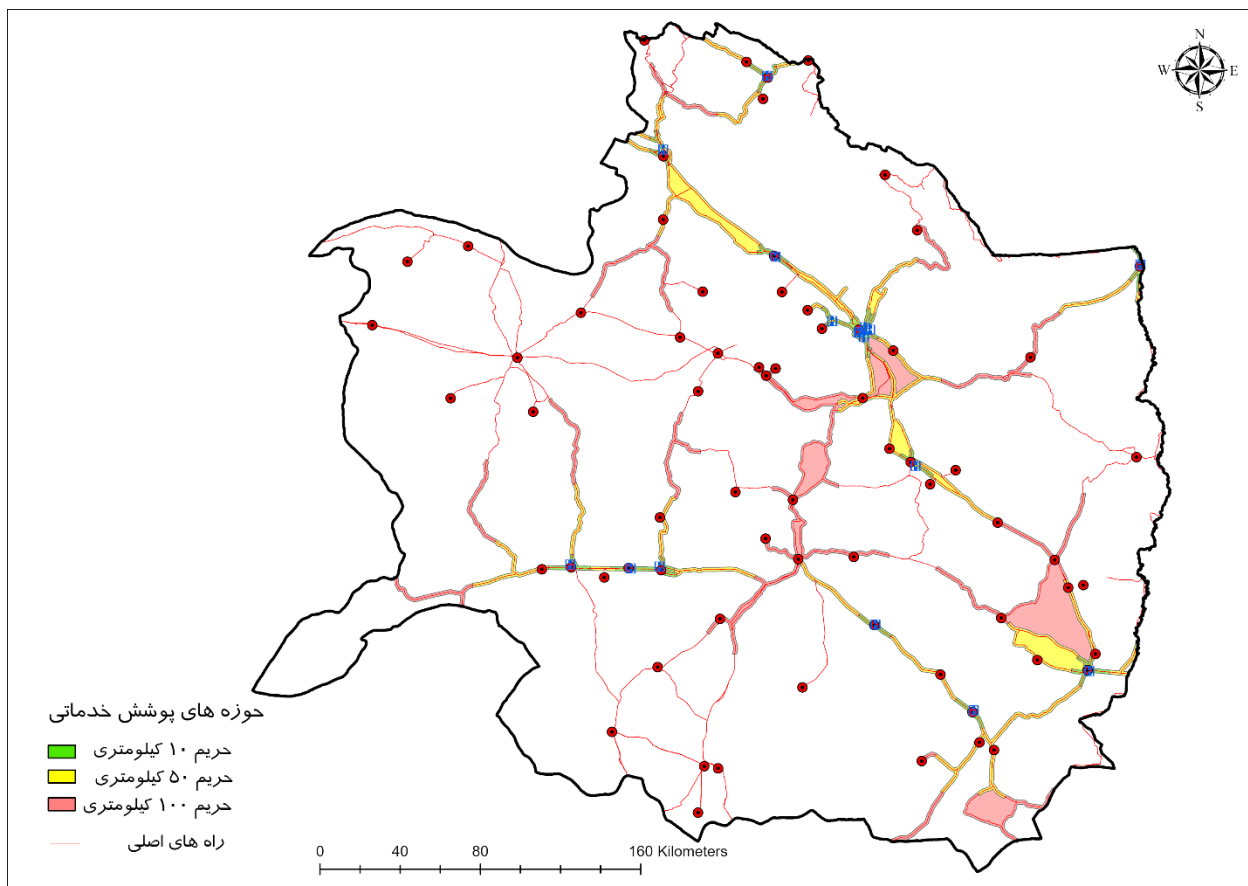 N
W E
S
حوزه های پوشش خدماتی
حریم ۱۰ کیلومتری
حریم ۵۰ کیلومتری
حریم ۱۰۰ کیلومتری
راه های اصلی
0 40 80 160 Kilometers